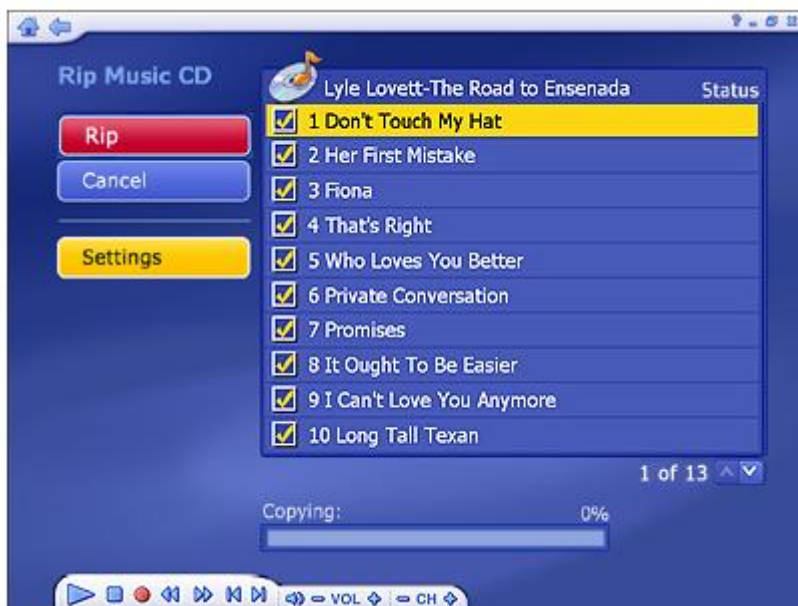 Rip Music CD
Lyle Lovett-The Road to Ensenada
Status
Rip
Cancel
Settings
1 Don't Touch My Hat
2 Her First Mistake
3 Fiona
4 That's Right
5 Who Loves You Better
6 Private Conversation
7 Promises
8 It Ought To Be Easier
9 I Can't Love You Anymore
10 Long Tall Texan
1 of 13
Copying: 0%
VOL
CH